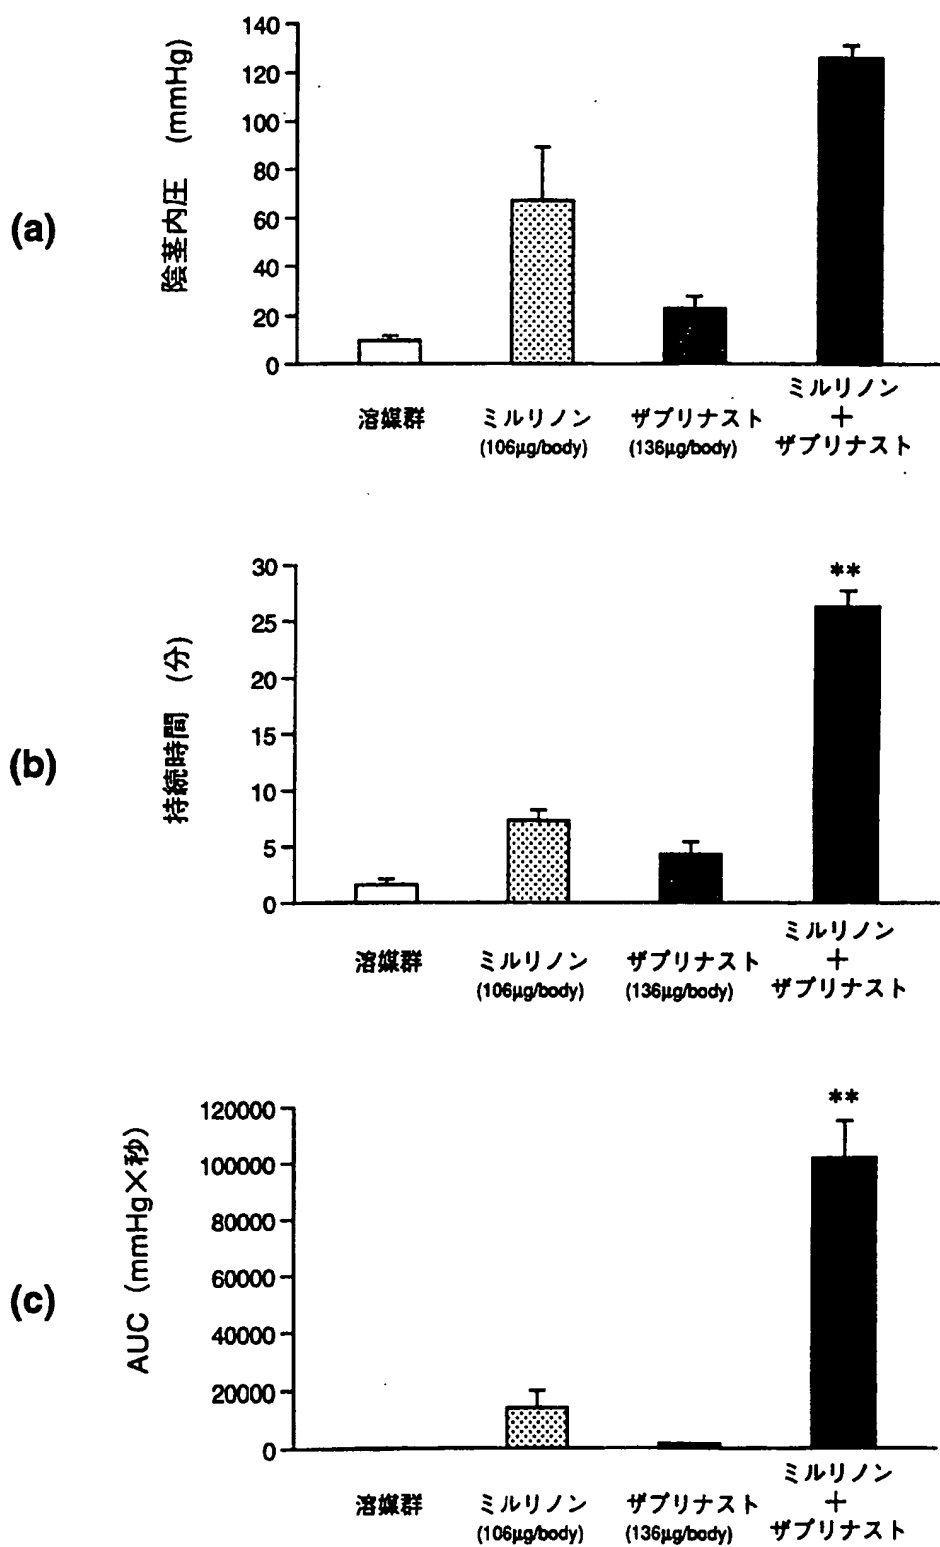 (a)
陰茎内圧 (mmHg)
140
120
100
80
60
40
20
0
溶媒群
ミルリノン
(106µg/body)
ザプリナスト
(136µg/body)
ミルリノン
+
ザプリナスト
(b)
持続時間 (分)
30
25
20
15
10
5
0
**
溶媒群
ミルリノン
(106µg/body)
ザプリナスト
(136µg/body)
ミルリノン
+
ザプリナスト
(c)
AUC (mmHg×秒)
120000
100000
80000
60000
40000
20000
0
**
溶媒群
ミルリノン
(106µg/body)
ザプリナスト
(136µg/body)
ミルリノン
+
ザプリナスト